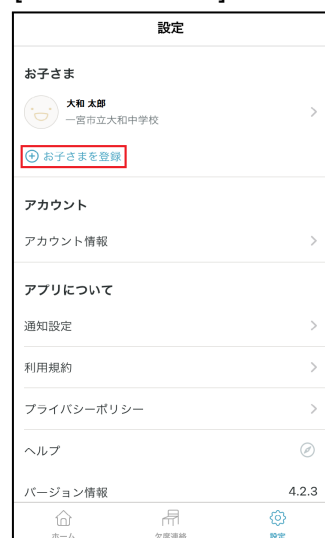 設定
お子さま
大和 太郎
一宮市立大和中学校
お子さまを登録
アカウント
アカウント情報
アプリについて
通知設定
利用規約
プライバシーポリシー
ヘルプ
バージョン情報 4.2.3
ホーム 欠席連絡 設定